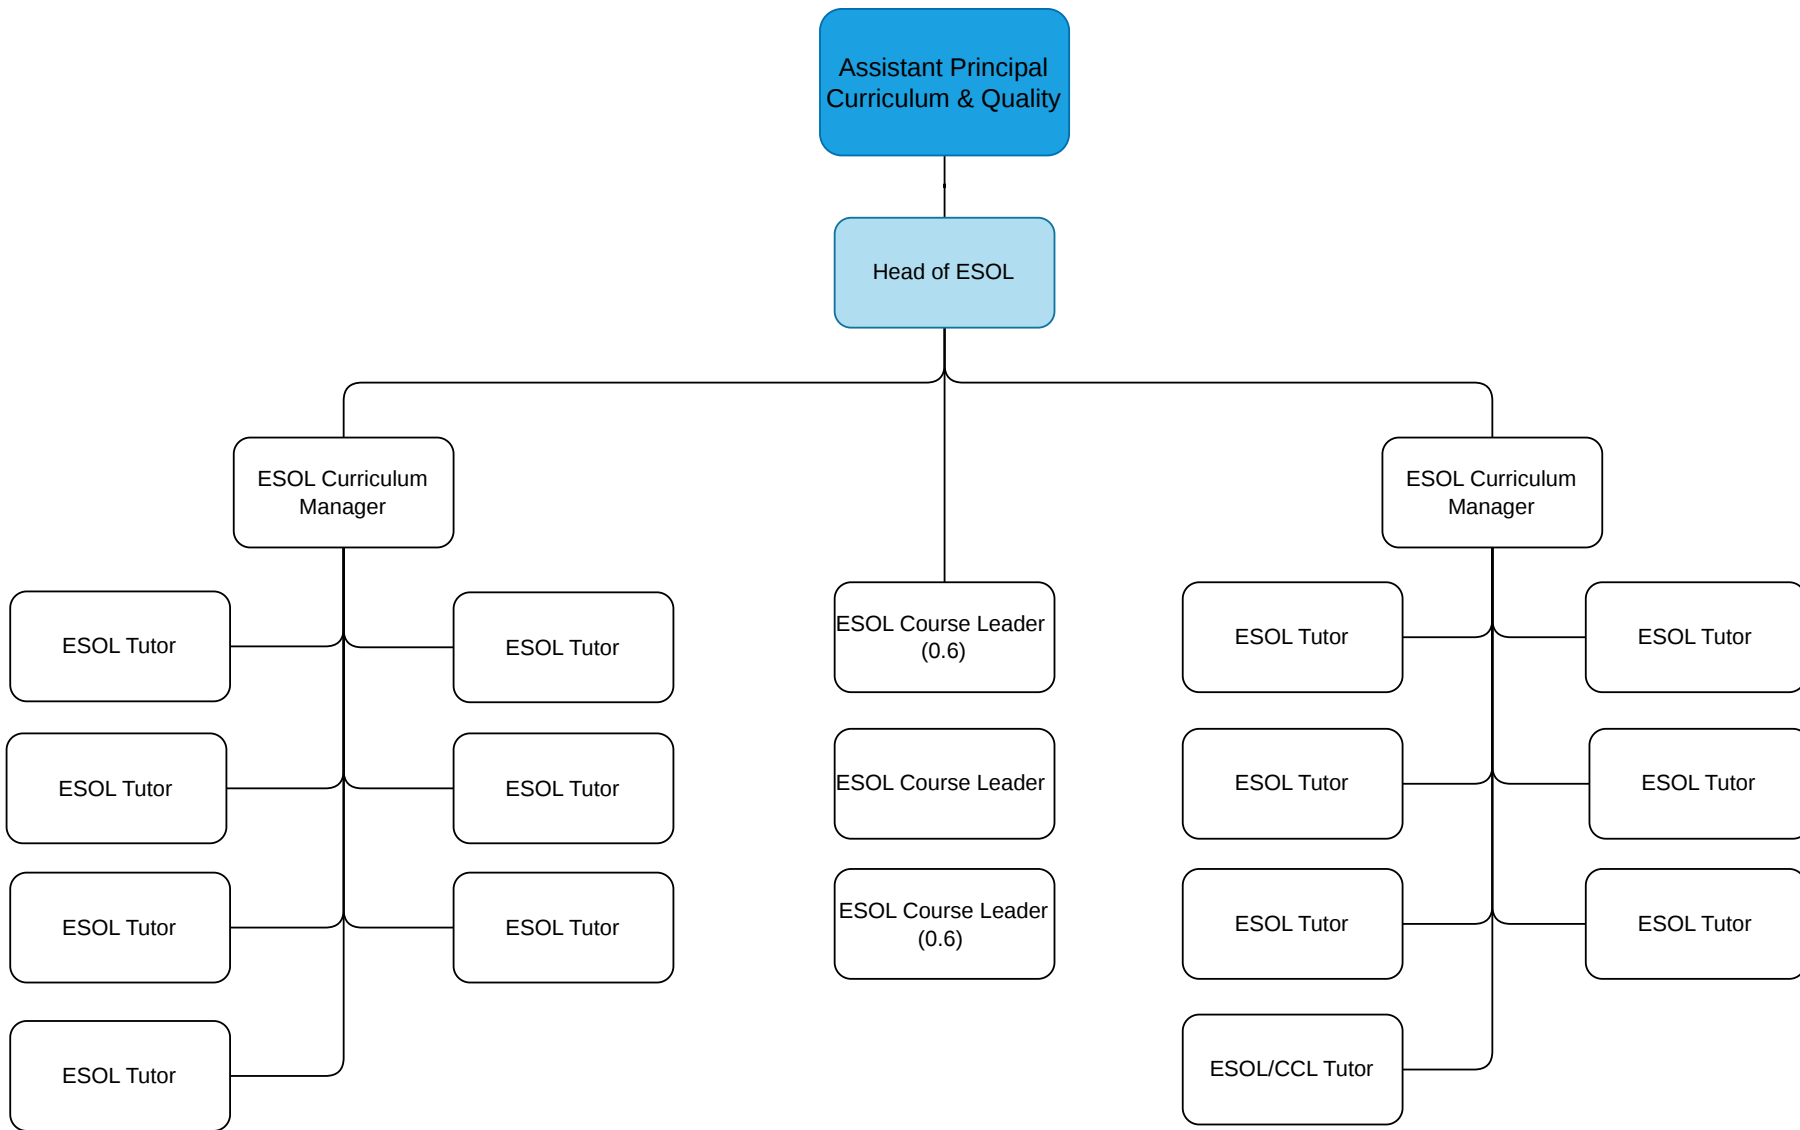 Assistant Principal
Curriculum & Quality
Head of ESOL
ESOL Curriculum
Manager
ESOL Curriculum
Manager
ESOL Tutor
ESOL Tutor
ESOL Course Leader
(0.6)
ESOL Tutor
ESOL Tutor
ESOL Tutor
ESOL Tutor
ESOL Course Leader
ESOL Tutor
ESOL Tutor
ESOL Tutor
ESOL Tutor
ESOL Course Leader
(0.6)
ESOL Tutor
ESOL Tutor
ESOL Tutor
ESOL/CCL Tutor